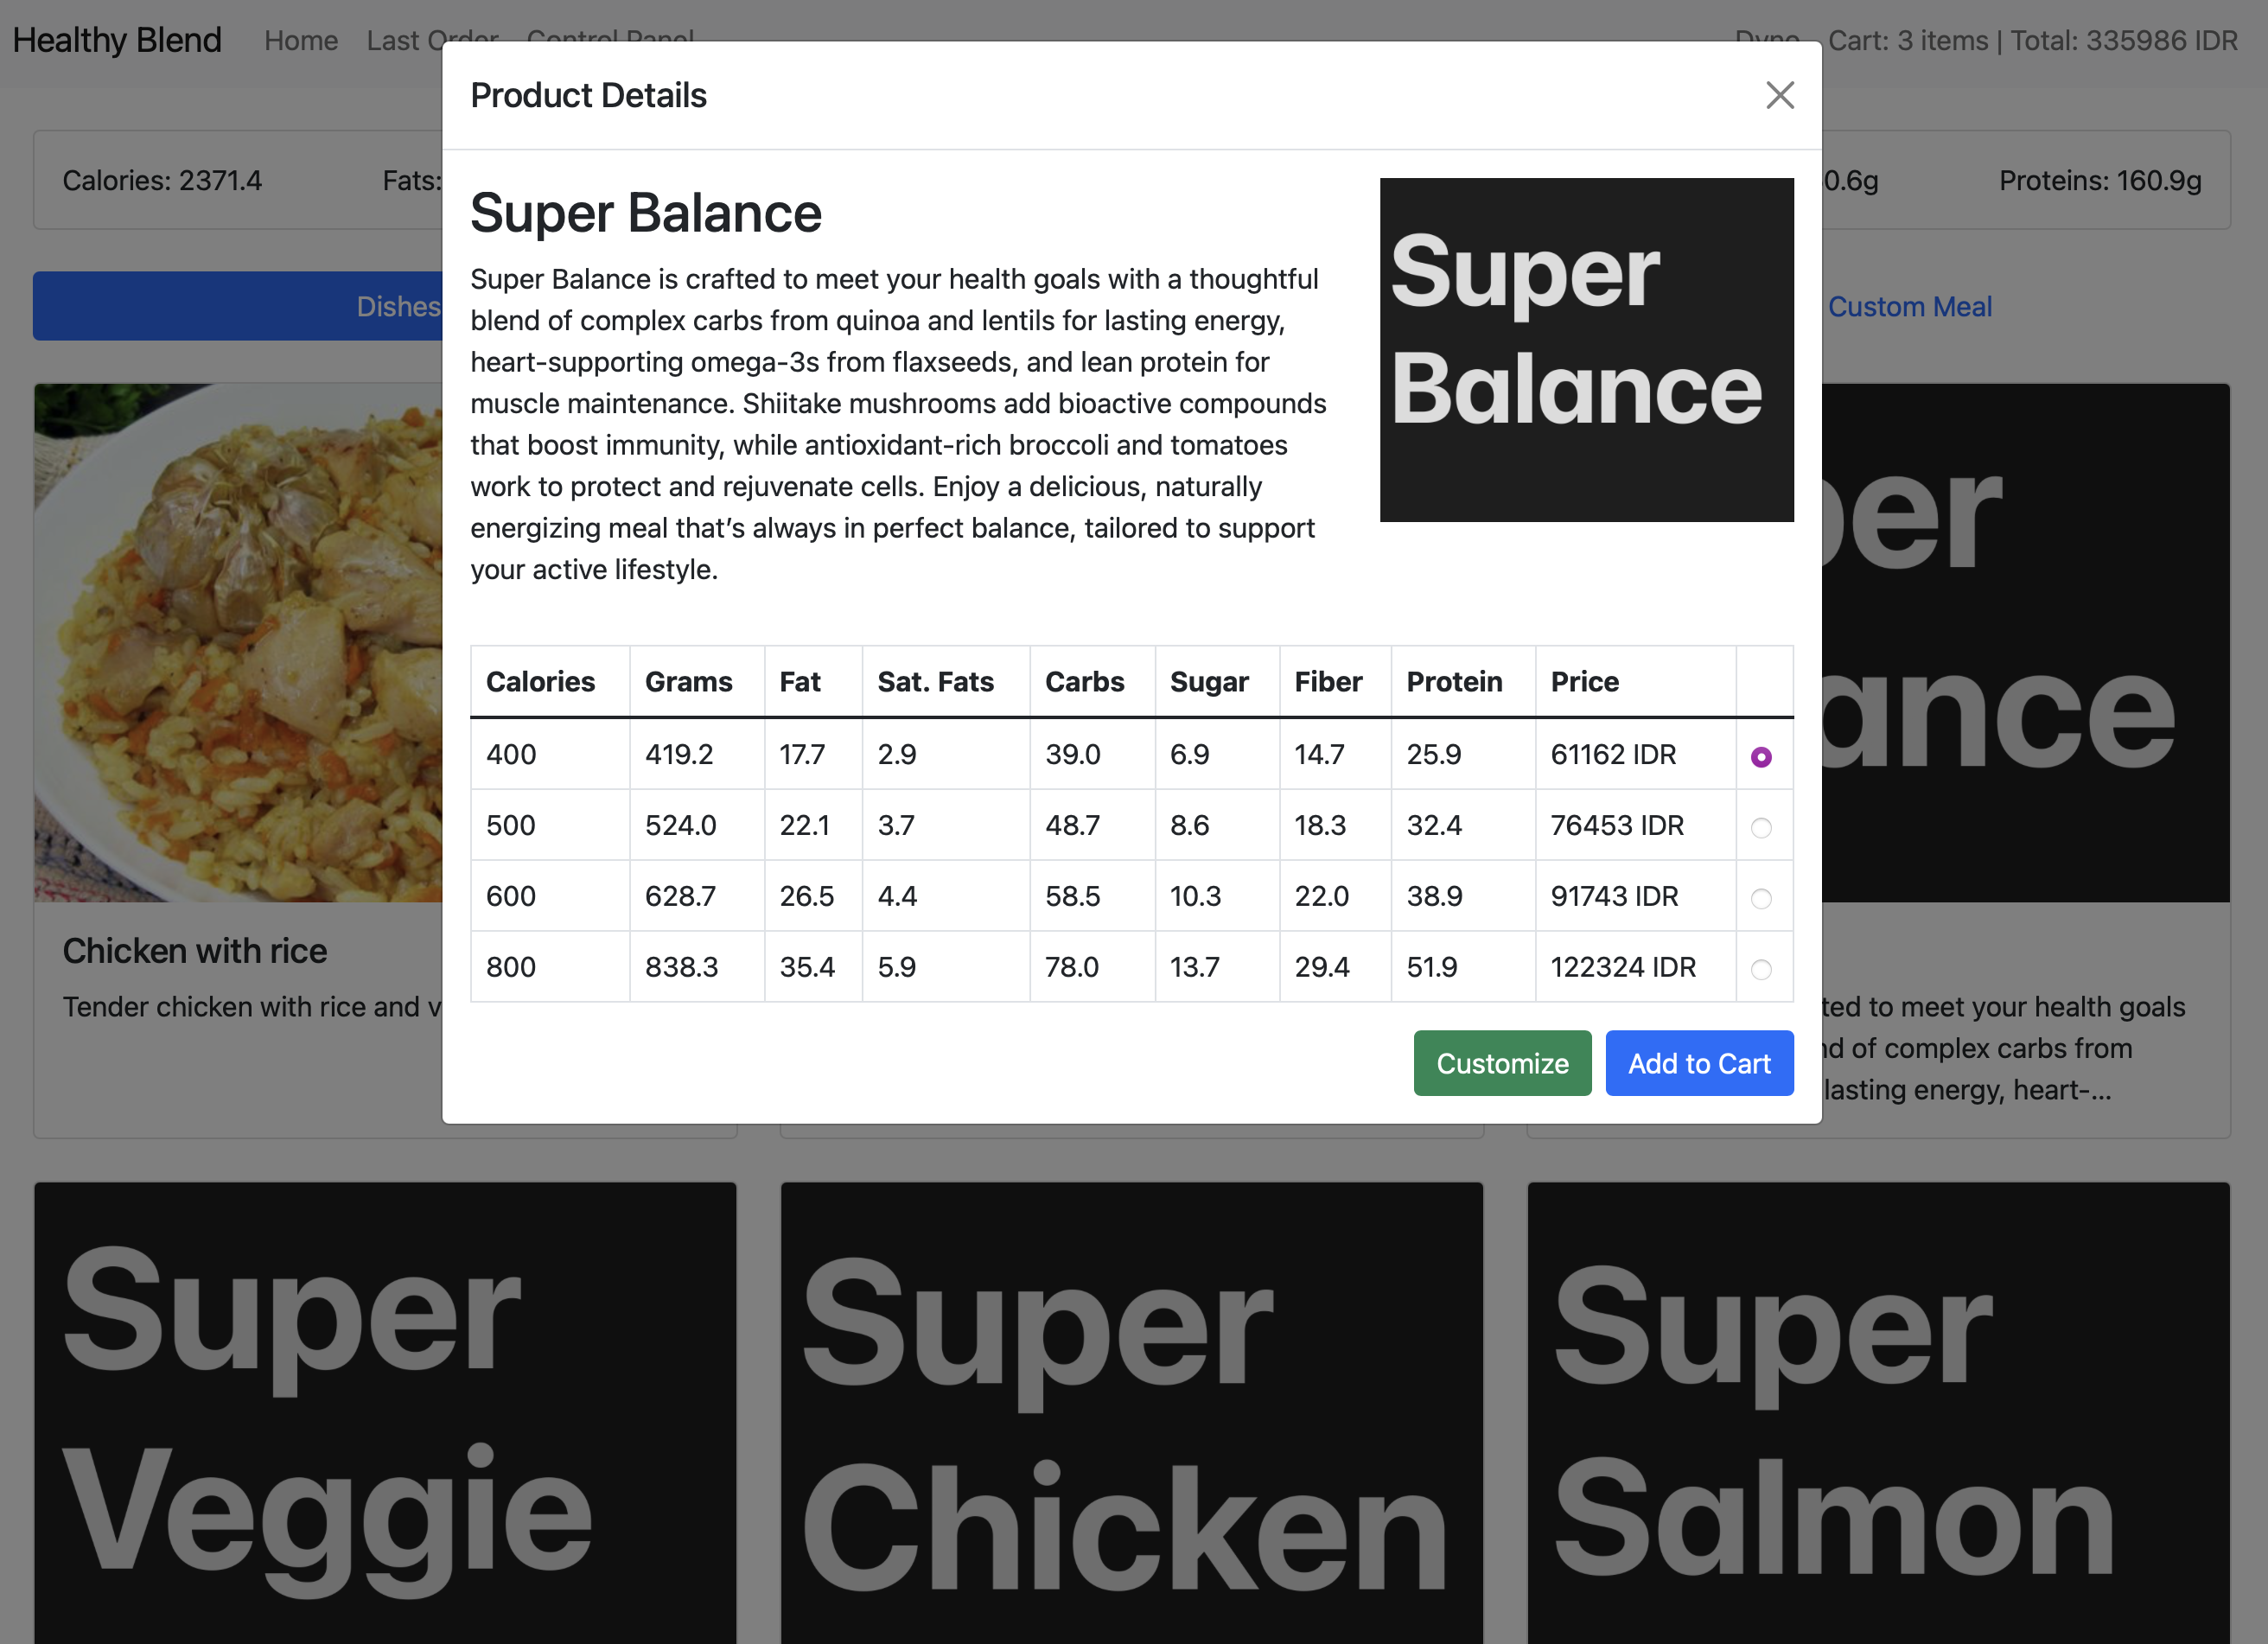 Healthy Blend Home Last Control Panel Cart: 3 items | Total: 335986 IDR
Product Details
Calories: 2371.4 Fats: 0.6g Proteins: 160.9g
Super Balance
Super Balance is crafted to meet your health goals with a thoughtful
blend of complex carbs from quinoa and lentils for lasting energy,
heart-supporting omega-3s from flaxseeds, and lean protein for
muscle maintenance. Shiitake mushrooms add bioactive compounds
that boost immunity, while antioxidant-rich broccoli and tomatoes
work to protect and rejuvenate cells. Enjoy a delicious, naturally
energizing meal that’s always in perfect balance, tailored to support
your active lifestyle.
Super
Balance
Dishes Custom Meal
Calories Grams Fat Sat. Fats Carbs Sugar Fiber Protein Price
400 419.2 17.7 2.9 39.0 6.9 14.7 25.9 61162 IDR
500 524.0 22.1 3.7 48.7 8.6 18.3 32.4 76453 IDR
600 628.7 26.5 4.4 58.5 10.3 22.0 38.9 91743 IDR
800 838.3 35.4 5.9 78.0 13.7 29.4 51.9 122324 IDR
Customize Add to Cart
er
ance
Chicken with rice
Tender chicken with rice and v
ted to meet your health goals
d of complex carbs from
lasting energy, heart-...
Super
Veggie
Super
Chicken
Super
Salmon